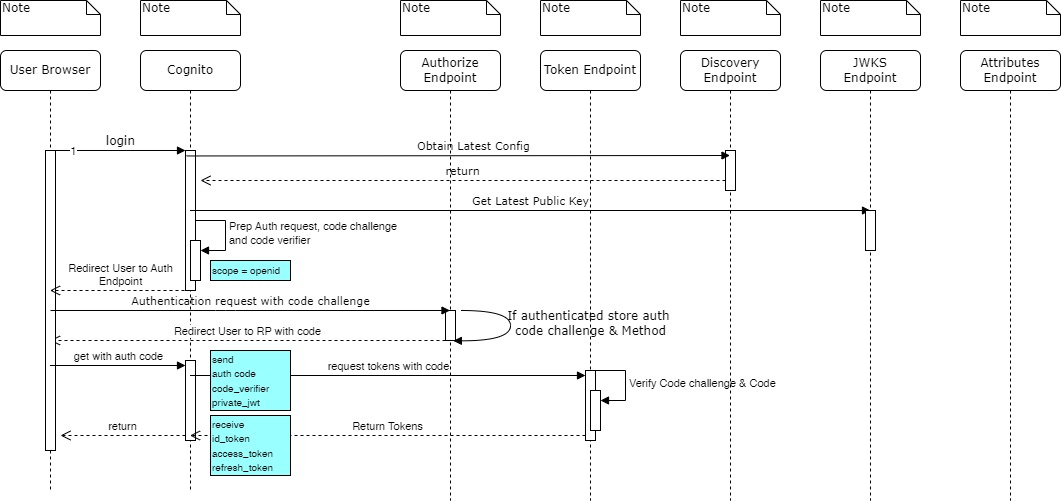 Note
Note
Note
Note
Note
Note
Note
User Browser
Cognito
Authorize
Endpoint
Token Endpoint
Discovery
Endpoint
JWKS
Endpoint
Attributes
Endpoint
1
login
Obtain Latest Config
return
Get Latest Public Key
Prep Auth request, code challenge
and code verifier
scope = openid
Redirect User to Auth
Endpoint
Authentication request with code challenge
If authenticated store auth
code challenge & Method
Redirect User to RP with code
get with auth code
send
auth code
code_verifier
private_jwt
request tokens with code
Verify Code challenge & Code
return
receive
id_token
access_token
refresh_token
Return Tokens